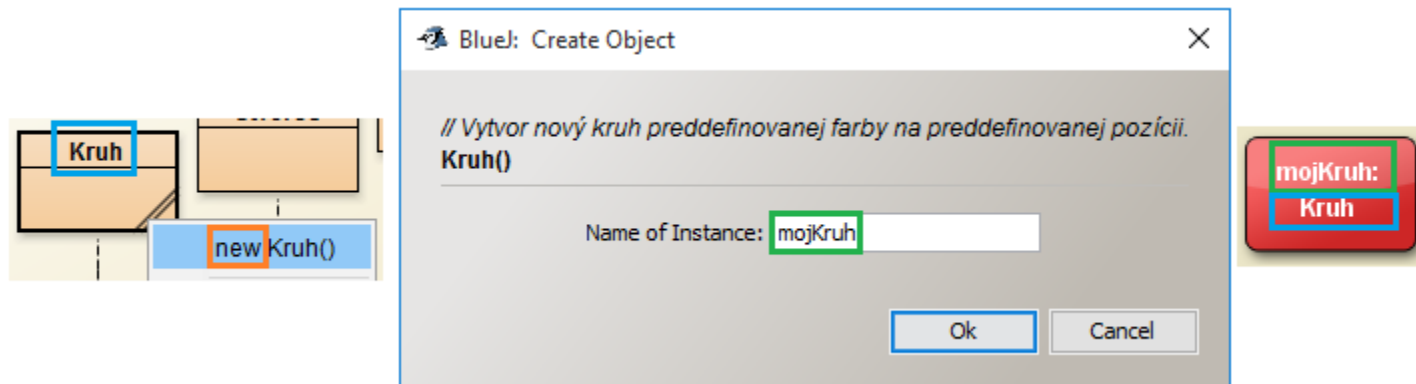 Kruh
new Kruh()
BlueJ: Create Object
// Vytvor nový kruh preddefinovanej farby na preddefinovanej pozícii.
Kruh()
Name of Instance: mojKruh
Ok Cancel
mojKruh:
Kruh